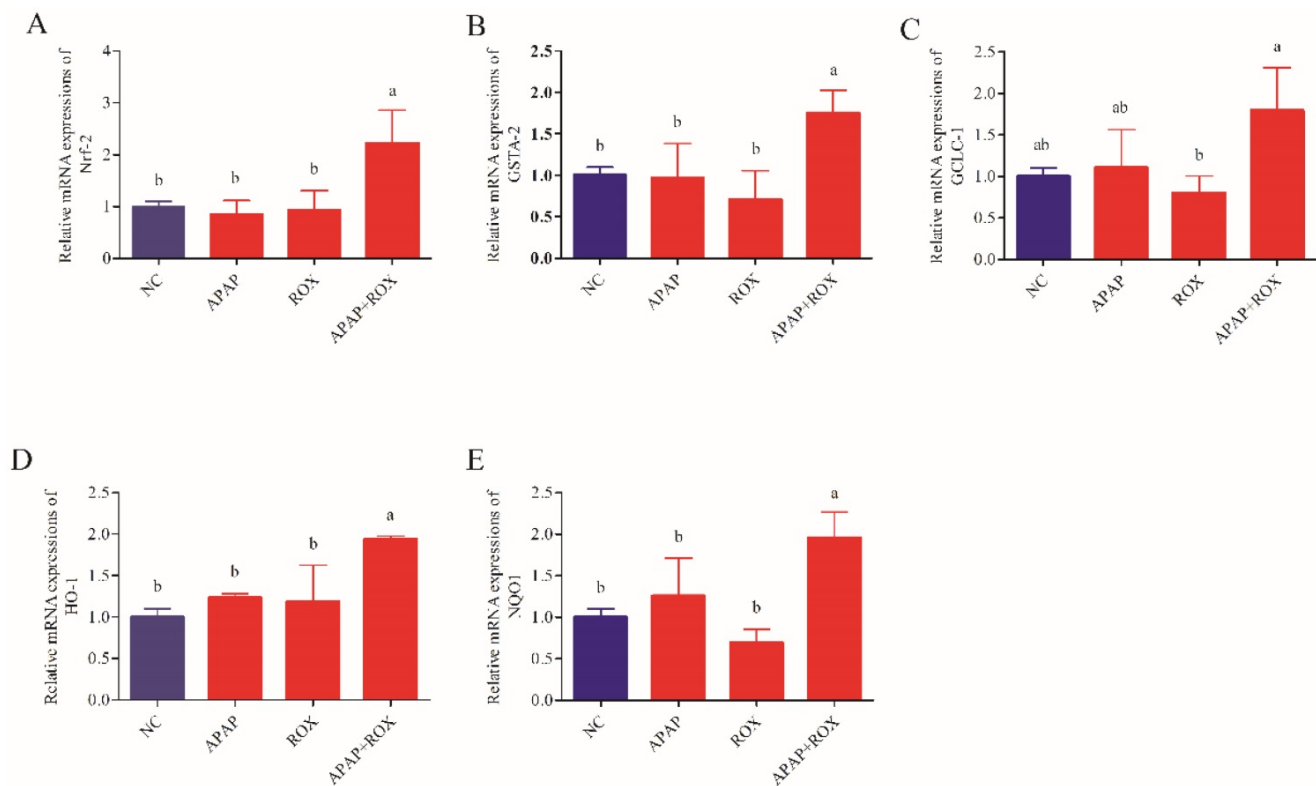 A
Relative mRNA expressions of
Nrf-2
4
3
2
1
0
b
b
b
a
NC
APAP
ROX
APAP+ROX
B
Relative mRNA expressions of
GSTA-2
2.5
2.0
1.5
1.0
0.5
0.0
b
b
b
a
NC
APAP
ROX
APAP+ROX
C
Relative mRNA expressions of
GCLC-1
2.5
2.0
1.5
1.0
0.5
0.0
ab
ab
b
a
NC
APAP
ROX
APAP+ROX
D
Relative mRNA expressions of
HO-1
2.5
2.0
1.5
1.0
0.5
0.0
b
b
b
a
NC
APAP
ROX
APAP+ROX
E
Relative mRNA expressions of
NQO1
2.5
2.0
1.5
1.0
0.5
0.0
b
b
b
a
NC
APAP
ROX
APAP+ROX